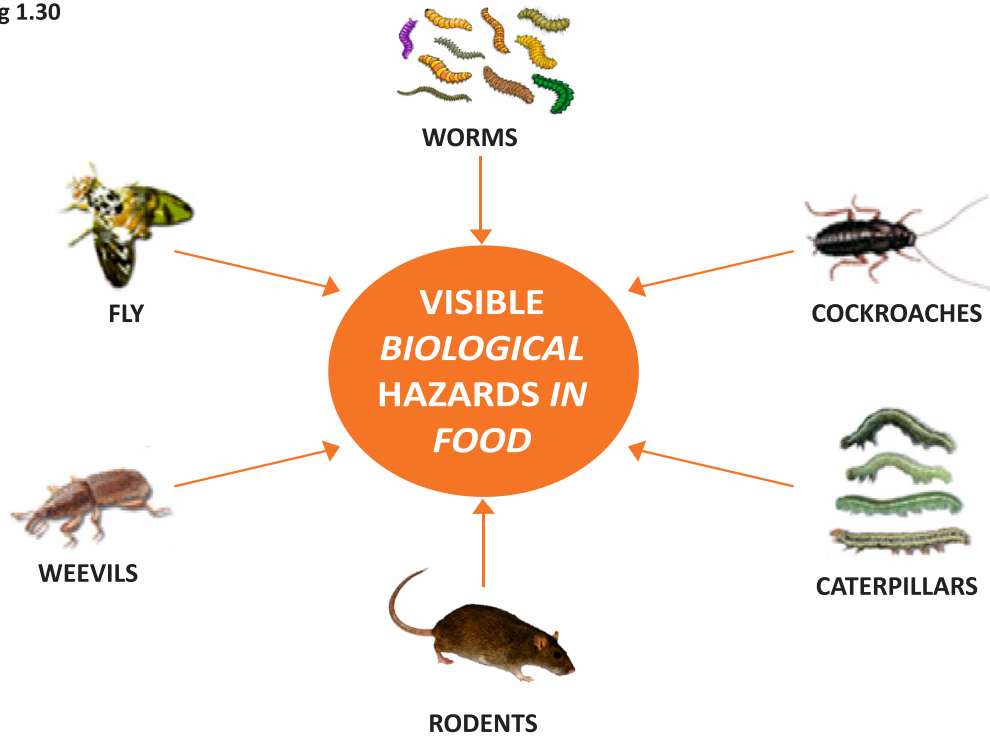 g 1.30
WORMS
FLY
COCKROACHES
VISIBLE
BIOLOGICAL
HAZARDS IN
FOOD
WEEVILS
CATERPILLARS
RODENTS